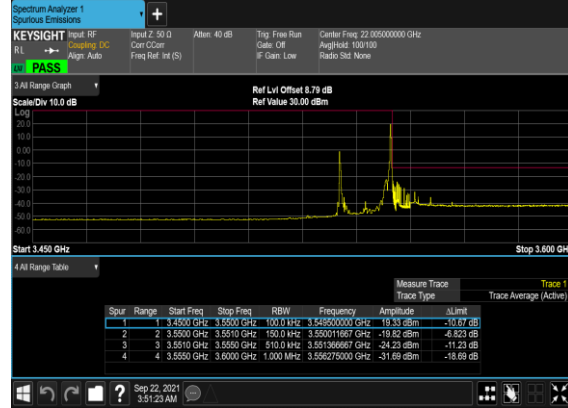 Spectrum Analyzer 1
Spurious Emissions
KEYSIGHT
Input: RF
Coupling: DC
Align: Auto
Input Z: 50 Ω
Corr CCorr
Freq Ref: Int (S)
Atten: 40 dB
Trig: Free Run
Gate: Off
IF Gain: Low
Center Freq: 22.005000000 GHz
Avg|Hold: 100/100
Radio Std: None
R L
PASS
3 All Range Graph
Ref Lvl Offset 8.79 dB
Scale/Div 10.0 dB
Ref Value 30.00 dBm
Log
20.0
10.0
0.00
-10.0
-20.0
-30.0
-40.0
-50.0
-60.0
Start 3.450 GHz
Stop 3.600 GH
4 All Range Table
Measure Trace
Trace 1
Trace Type
Trace Average (Active)
Spur Range Start Freq Stop Freq RBW Frequency Amplitude ΔLimit
1 1 3.4500 GHz 3.5500 GHz 100.0 kHz 3.549500000 GHz 19.33 dBm -10.67 dB
2 2 3.5500 GHz 3.5510 GHz 150.0 kHz 3.550011667 GHz -19.82 dBm -6.823 dB
3 3 3.5510 GHz 3.5550 GHz 510.0 kHz 3.551366667 GHz -24.23 dBm -11.23 dB
4 4 3.5550 GHz 3.6000 GHz 1.000 MHz 3.556275000 GHz -31.69 dBm -18.69 dB
Sep 22, 2021
3:51:23 AM